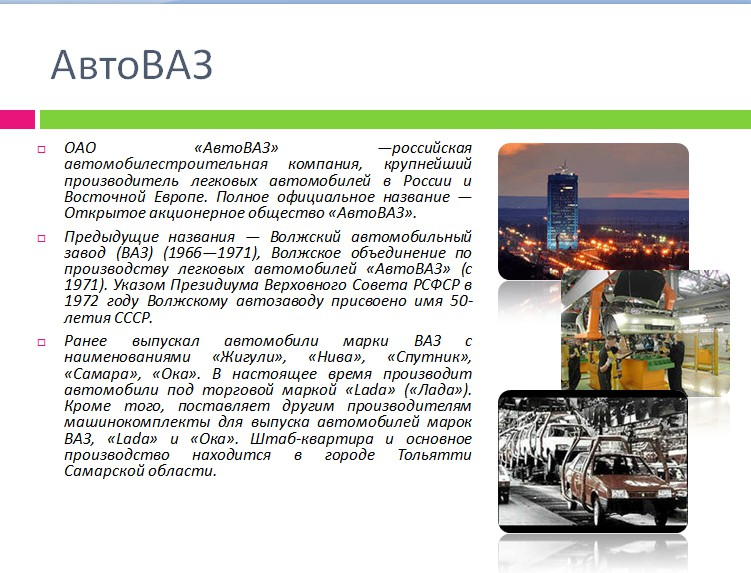 АвтоВАЗ
ОАО «АвтоВАЗ» —российская
автомобилестроительная компания, крупнейший
производитель легковых автомобилей в России и
Восточной Европе. Полное официальное название —
Открытое акционерное общество «АвтоВАЗ».
Предыдущие названия — Волжский автомобильный
завод (ВАЗ) (1966—1971), Волжское объединение по
производству легковых автомобилей «АвтоВАЗ» (с
1971). Указом Президиума Верховного Совета РСФСР в
1972 году Волжскому автозаводу присвоено имя 50-
летия СССР.
Ранее выпускал автомобили марки ВАЗ с
наименованиями «Жигули», «Нива», «Спутник»,
«Самара», «Ока». В настоящее время производит
автомобили под торговой маркой «Lada» («Лада»).
Кроме того, поставляет другим производителям
машинокомплекты для выпуска автомобилей марок
ВАЗ, «Lada» и «Ока». Штаб-квартира и основное
производство находится в городе Тольятти
Самарской области.